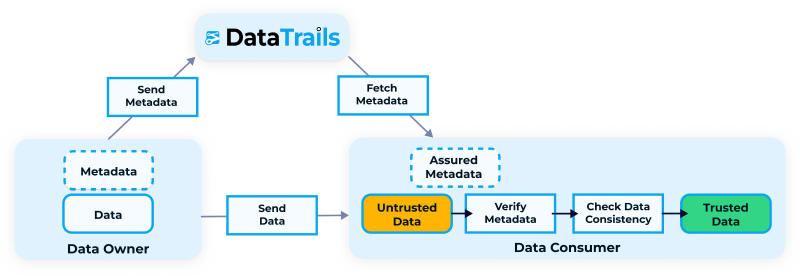 DataTrails
Send
Metadata
Fetch
Metadata
Metadata
Data
Data Owner
Send
Data
Assured
Metadata
Untrusted
Data
Verify
Metadata
Check Data
Consistency
Trusted
Data
Data Consumer